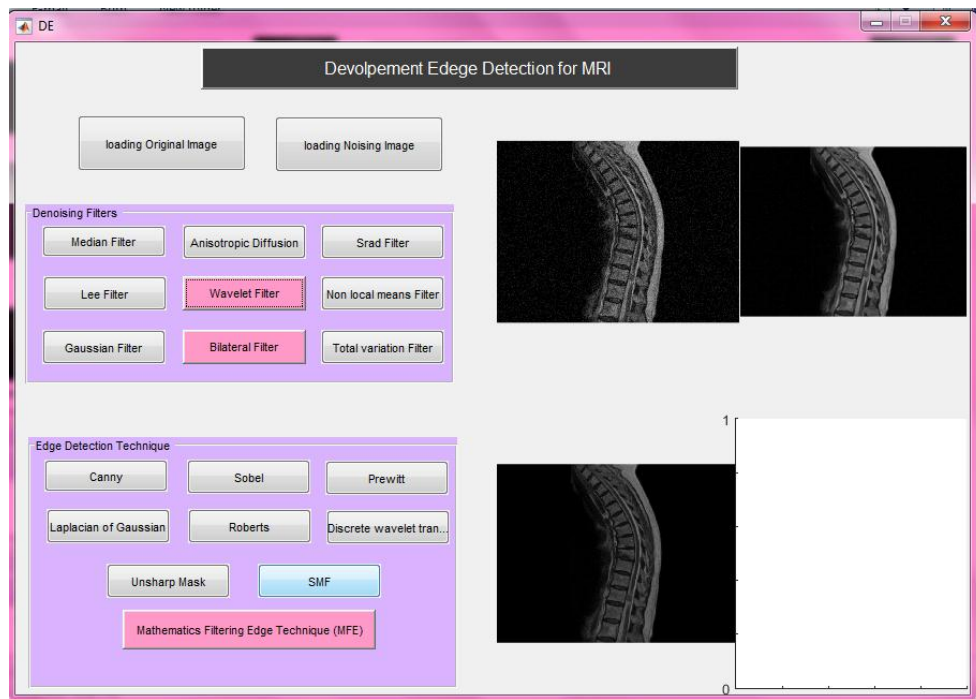 DE
Devolpement Edege Detection for MRI
loading Original Image
loading Noising Image
Denoising Filters
Median Filter
Anisotropic Diffusion
Srad Filter
Lee Filter
Wavelet Filter
Non local means Filter
Gaussian Filter
Bilateral Filter
Total variation Filter
Edge Detection Technique
Canny
Sobel
Prewitt
Laplacian of Gaussian
Roberts
Discrete wavelet tran...
Unsharp Mask
SMF
Mathematics Filtering Edge Technique (MFE)
1
0